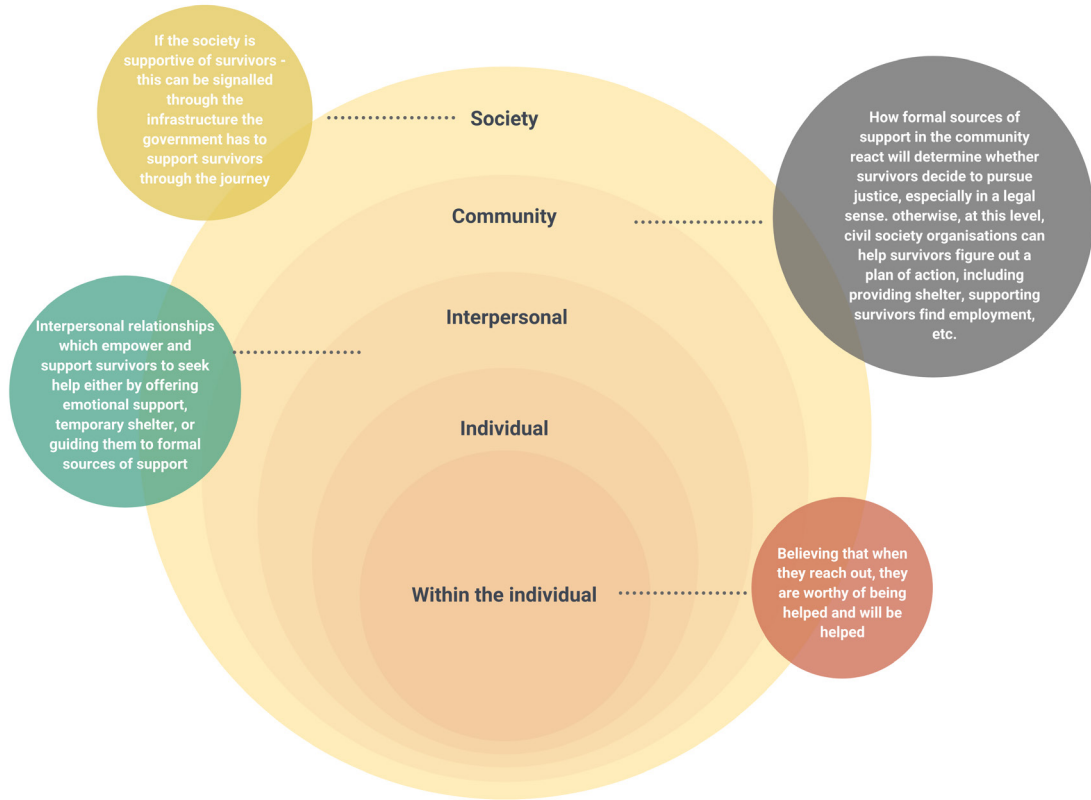 If the society is
supportive of survivors -
this can be signalled
through the
infrastructure the
government has to
support survivors
through the journey
Society
How formal sources of
support in the community
react will determine whether
survivors decide to pursue
justice, especially in a legal
sense. otherwise, at this level,
civil society organisations can
help survivors figure out a
plan of action, including
providing shelter, supporting
survivors find employment,
etc.
Community
Interpersonal
Interpersonal relationships
which empower and
support survivors to seek
help either by offering
emotional support,
temporary shelter, or
guiding them to formal
sources of support
Individual
Within the individual
Believing that when
they reach out, they
are worthy of being
helped and will be
helped